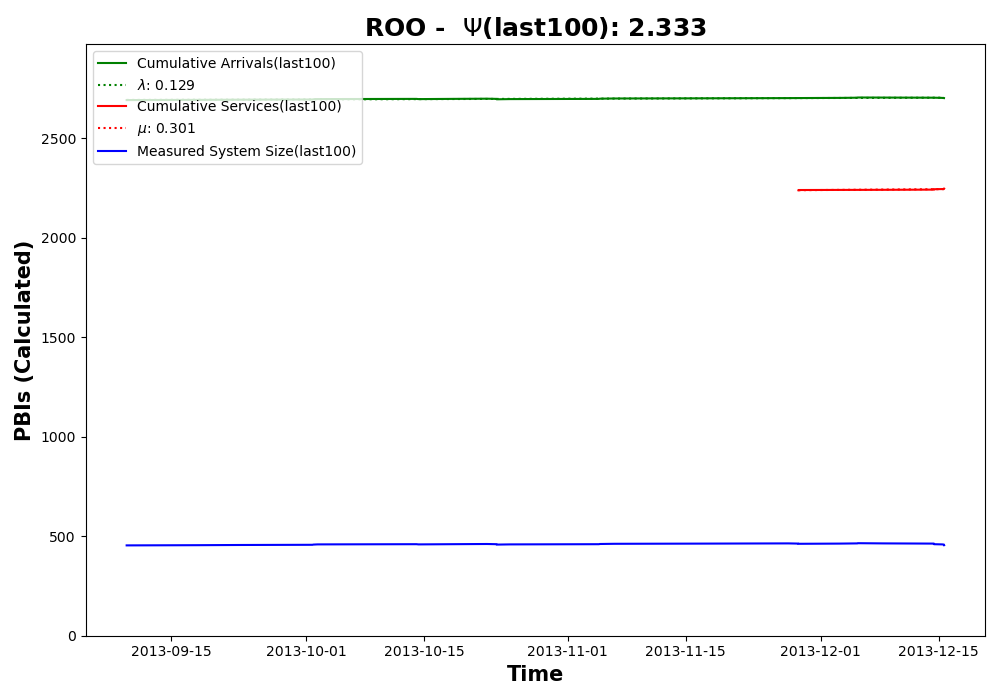 ROO -  Ψ(last100): 2.333
Cumulative Arrivals(last100)
λ: 0.129
Cumulative Services(last100)
μ: 0.301
Measured System Size(last100)
2500
2000
1500
1000
500
0
PBIs (Calculated)
2013-09-15 2013-10-01 2013-10-15 2013-11-01 2013-11-15 2013-12-01 2013-12-15
Time